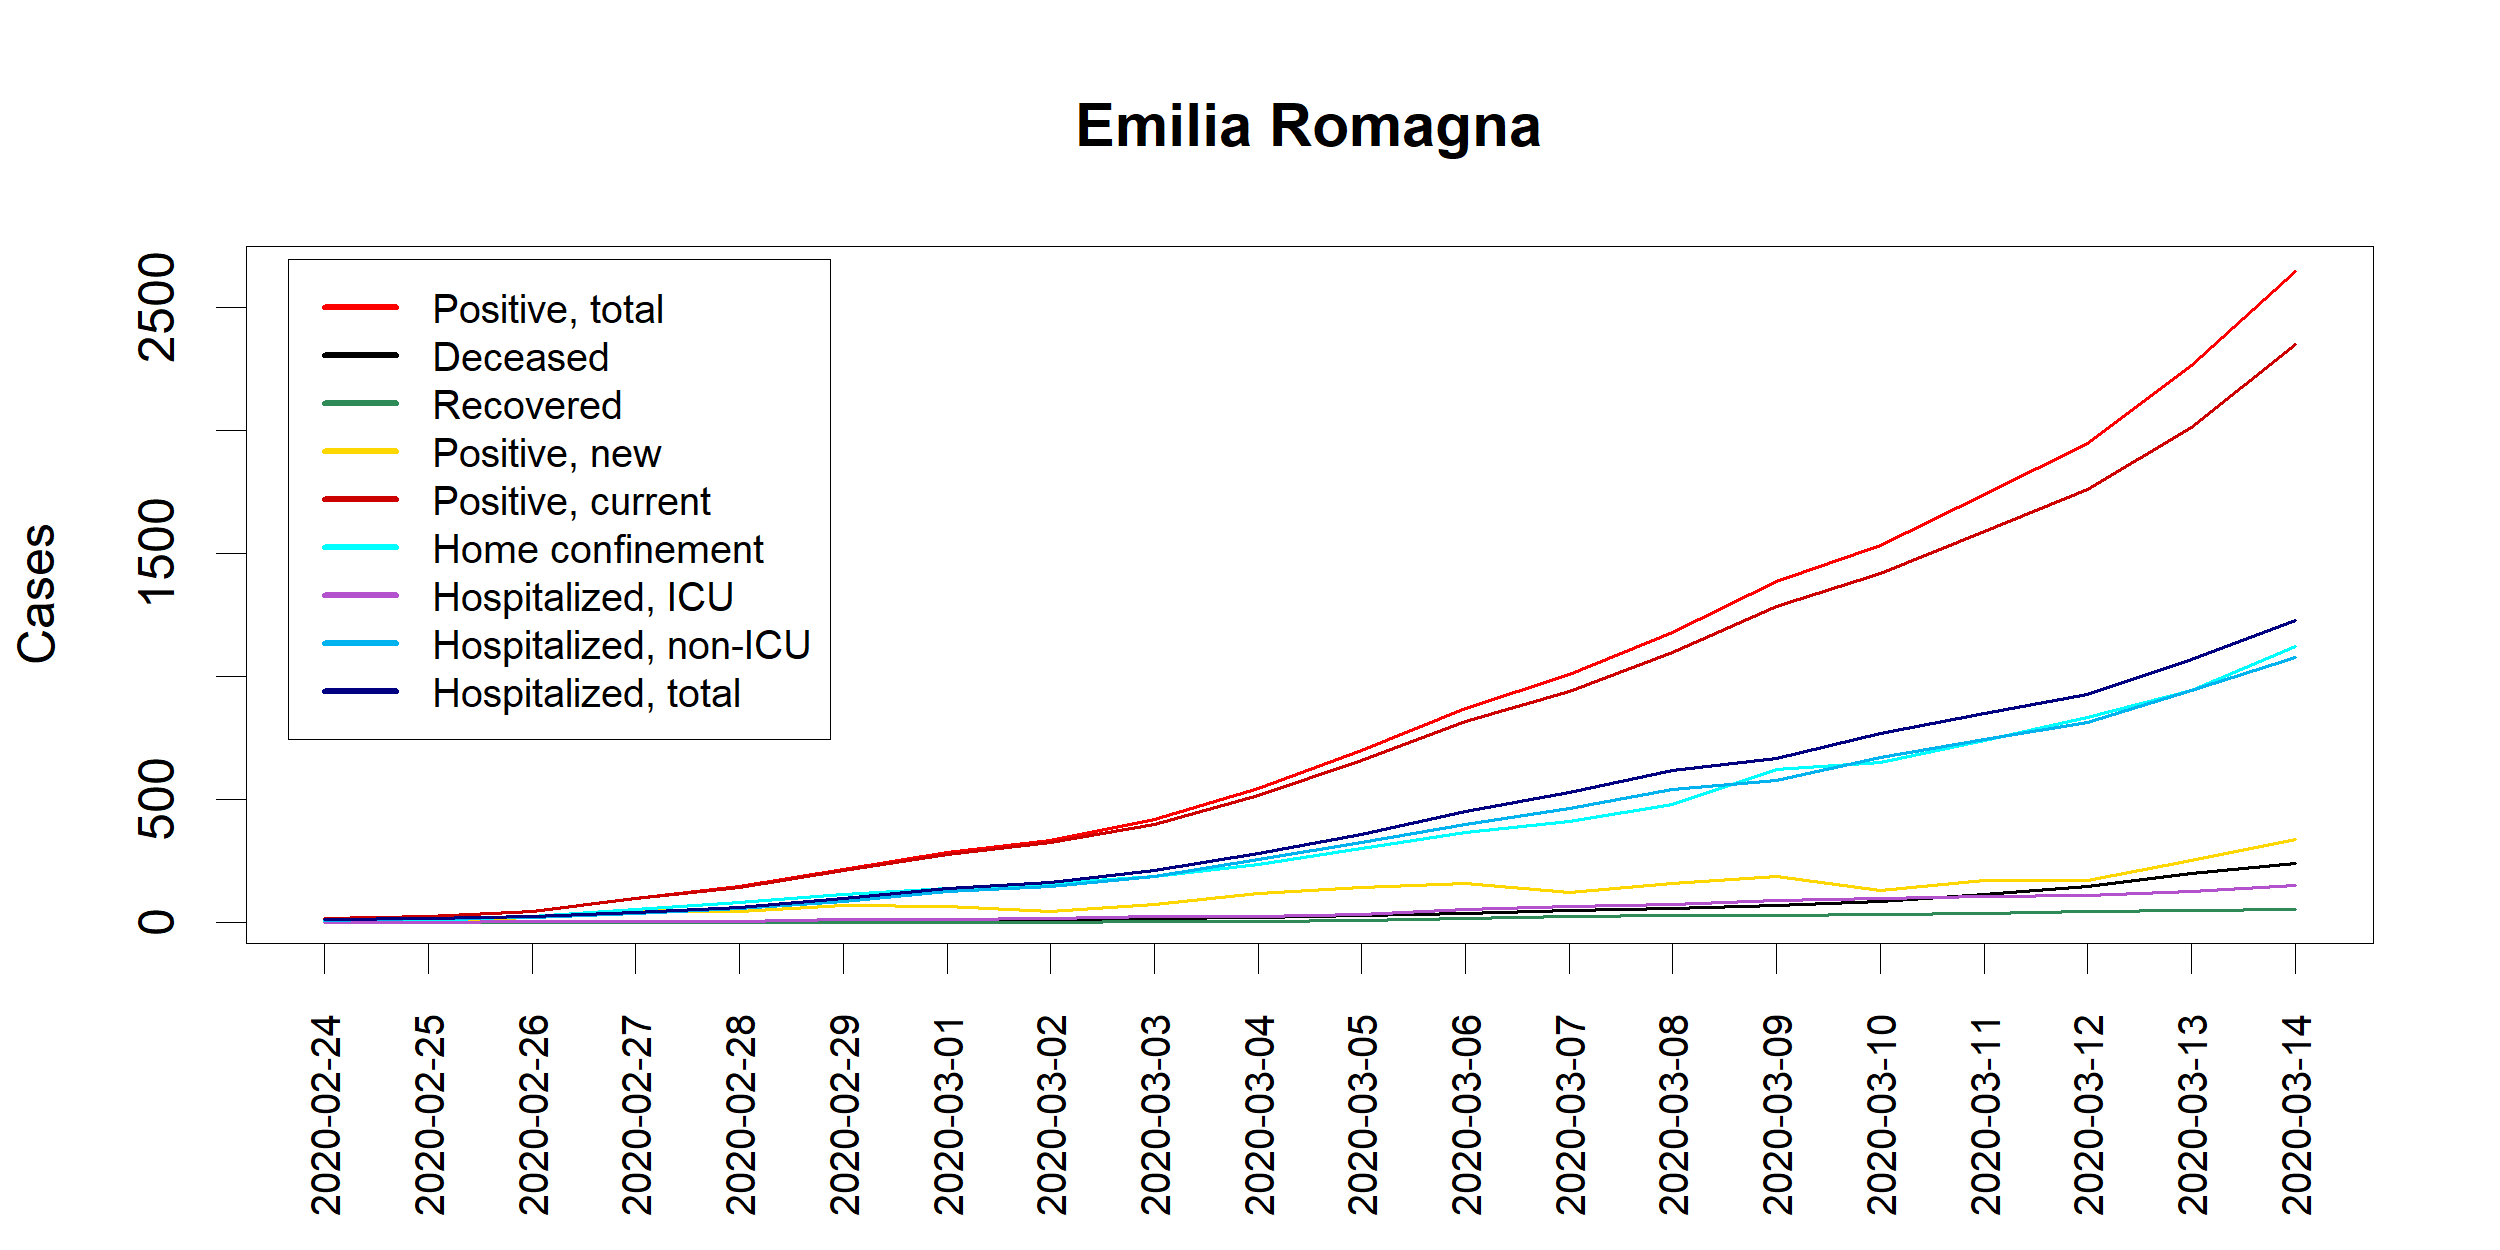 Emilia Romagna
Cases
2500
1500
500
0
Positive, total
Deceased
Recovered
Positive, new
Positive, current
Home confinement
Hospitalized, ICU
Hospitalized, non-ICU
Hospitalized, total
2020-02-24
2020-02-25
2020-02-26
2020-02-27
2020-02-28
2020-02-29
2020-03-01
2020-03-02
2020-03-03
2020-03-04
2020-03-05
2020-03-06
2020-03-07
2020-03-08
2020-03-09
2020-03-10
2020-03-11
2020-03-12
2020-03-13
2020-03-14